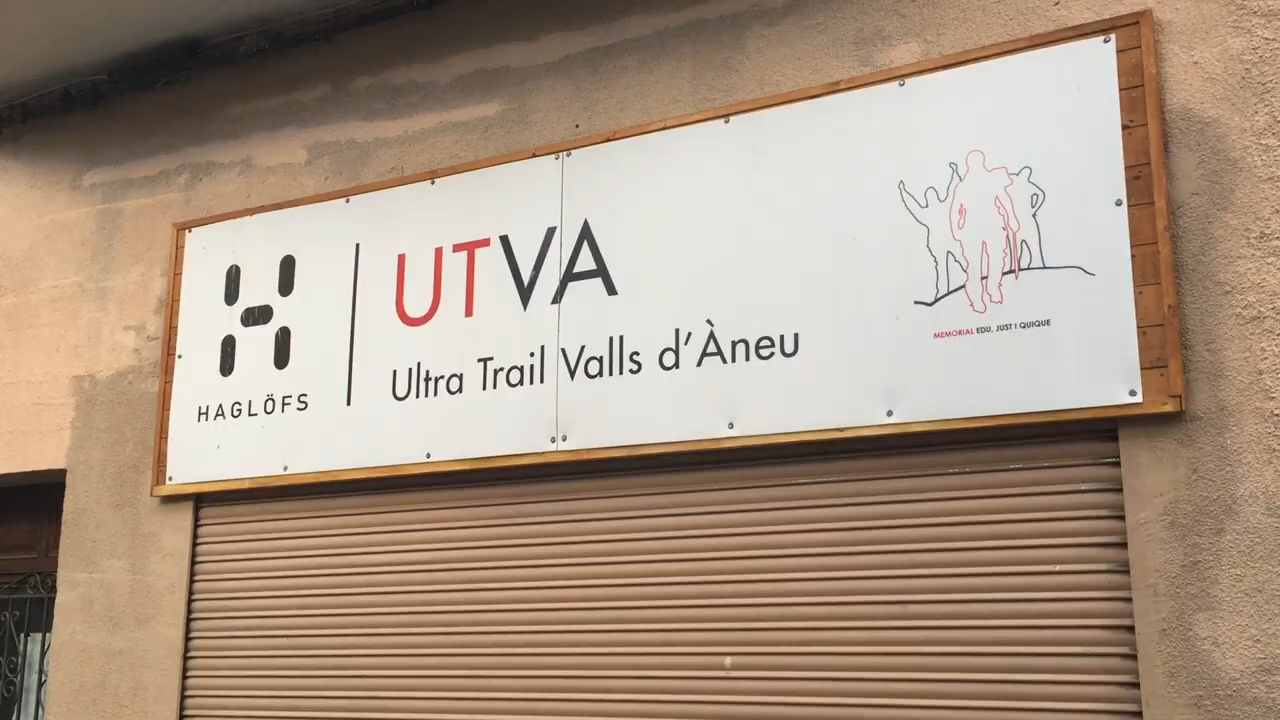 HAGLÖFS
UTVA
Ultra Trail Valls d'Àneu
MEMORIAL EDU, JUST I QUIQUE